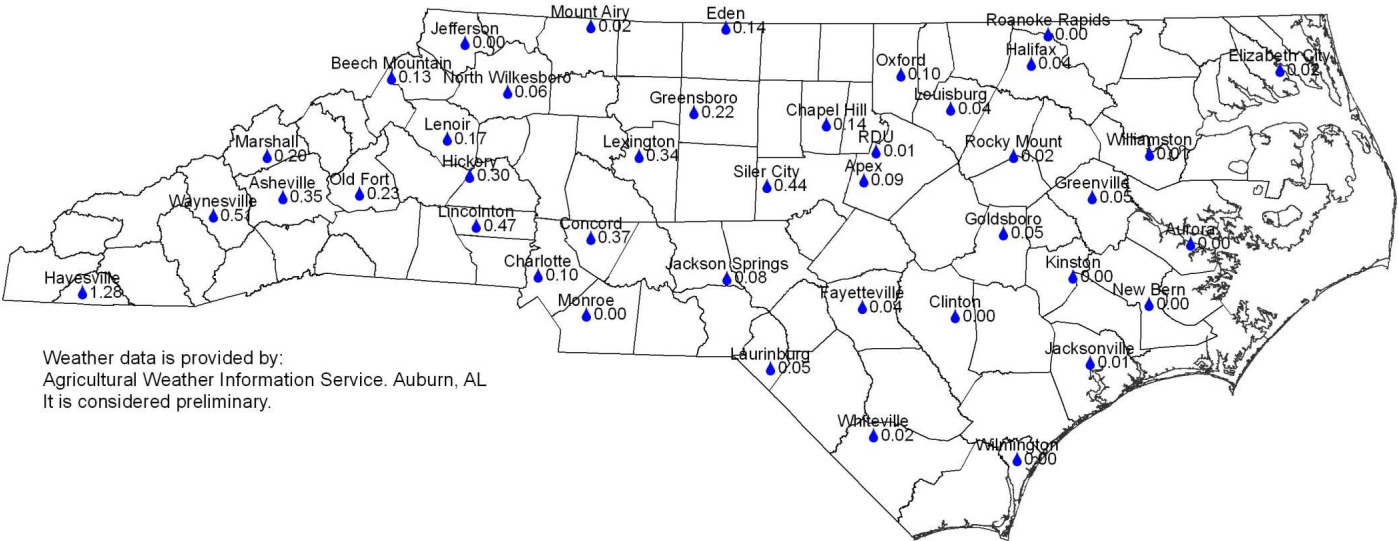 Mount Airy
0.02
Eden
0.14
Jefferson
0.00
Roanoke Rapids
0.00
Beech Mountain
0.13
North Wilkesboro
0.06
Oxford
0.10
Halifax
0.04
Elizabeth City
0.02
Greensboro
0.22
Louisburg
0.04
Chapel Hill
0.14
Lenoir
0.17
Marshall
0.20
Lexington
0.34
RDU
0.01
Rocky Mount
0.02
Williamston
0.01
Hickory
0.30
Siler City
0.44
Apex
0.09
Asheville
0.35
Old Fort
0.23
Greenville
0.05
Waynesville
Lincolnton
0.47
Concord
0.37
Goldsboro
0.05
Aurora
0.00
Hayesville
1.28
Charlotte
0.10
Jackson Springs
0.08
Kinston
0.00
New Bern
0.00
Monroe
0.00
Fayetteville
0.04
Clinton
0.00
Laurinburg
0.05
Jacksonville
0.01
Whiteville
0.02
Wilmington
0.00
Weather data is provided by:
Agricultural Weather Information Service. Auburn, AL
It is considered preliminary.